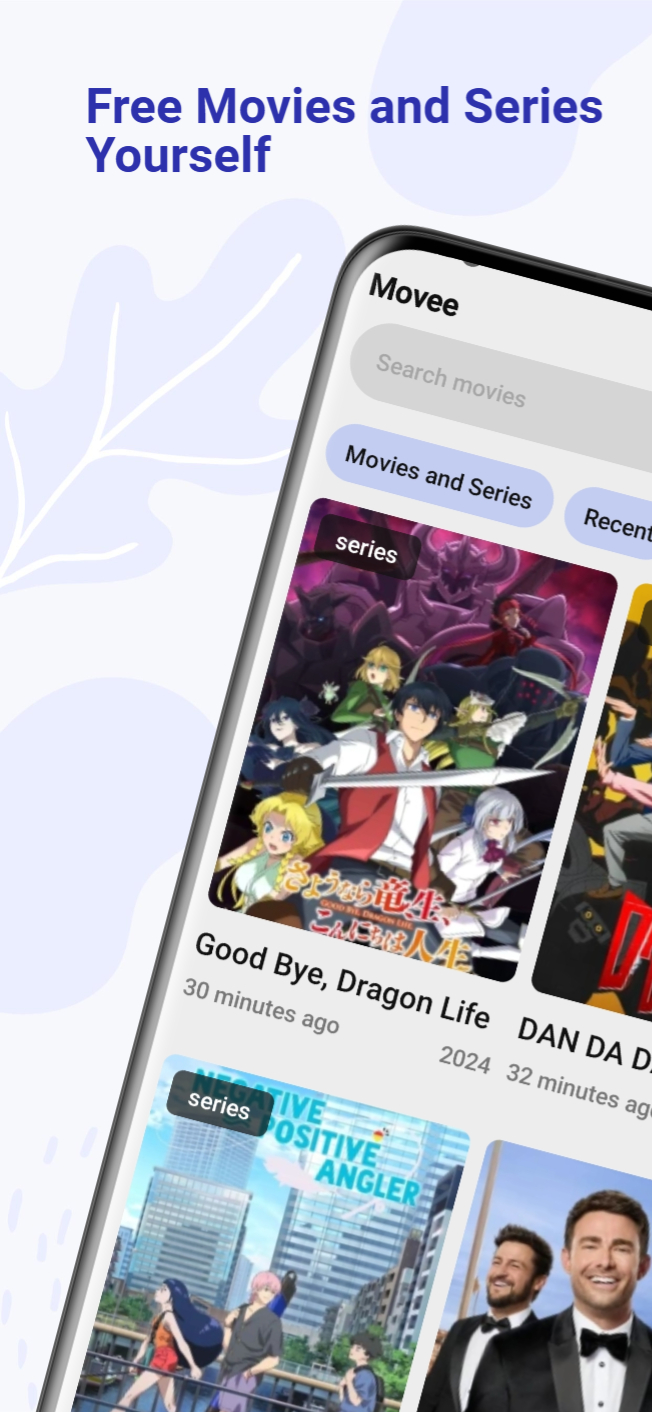 Free Movies and Series
Yourself
Movee
Search movies
Movies and Series
Recent
series
さようなら竜生、
GOOD BYE, DRAGON LIFE
こんにちは人生
Good Bye, Dragon Life
30 minutes ago
2024
DAN DA DA
32 minutes ago
series
NEGATIVE
POSITIVE
ANGLER